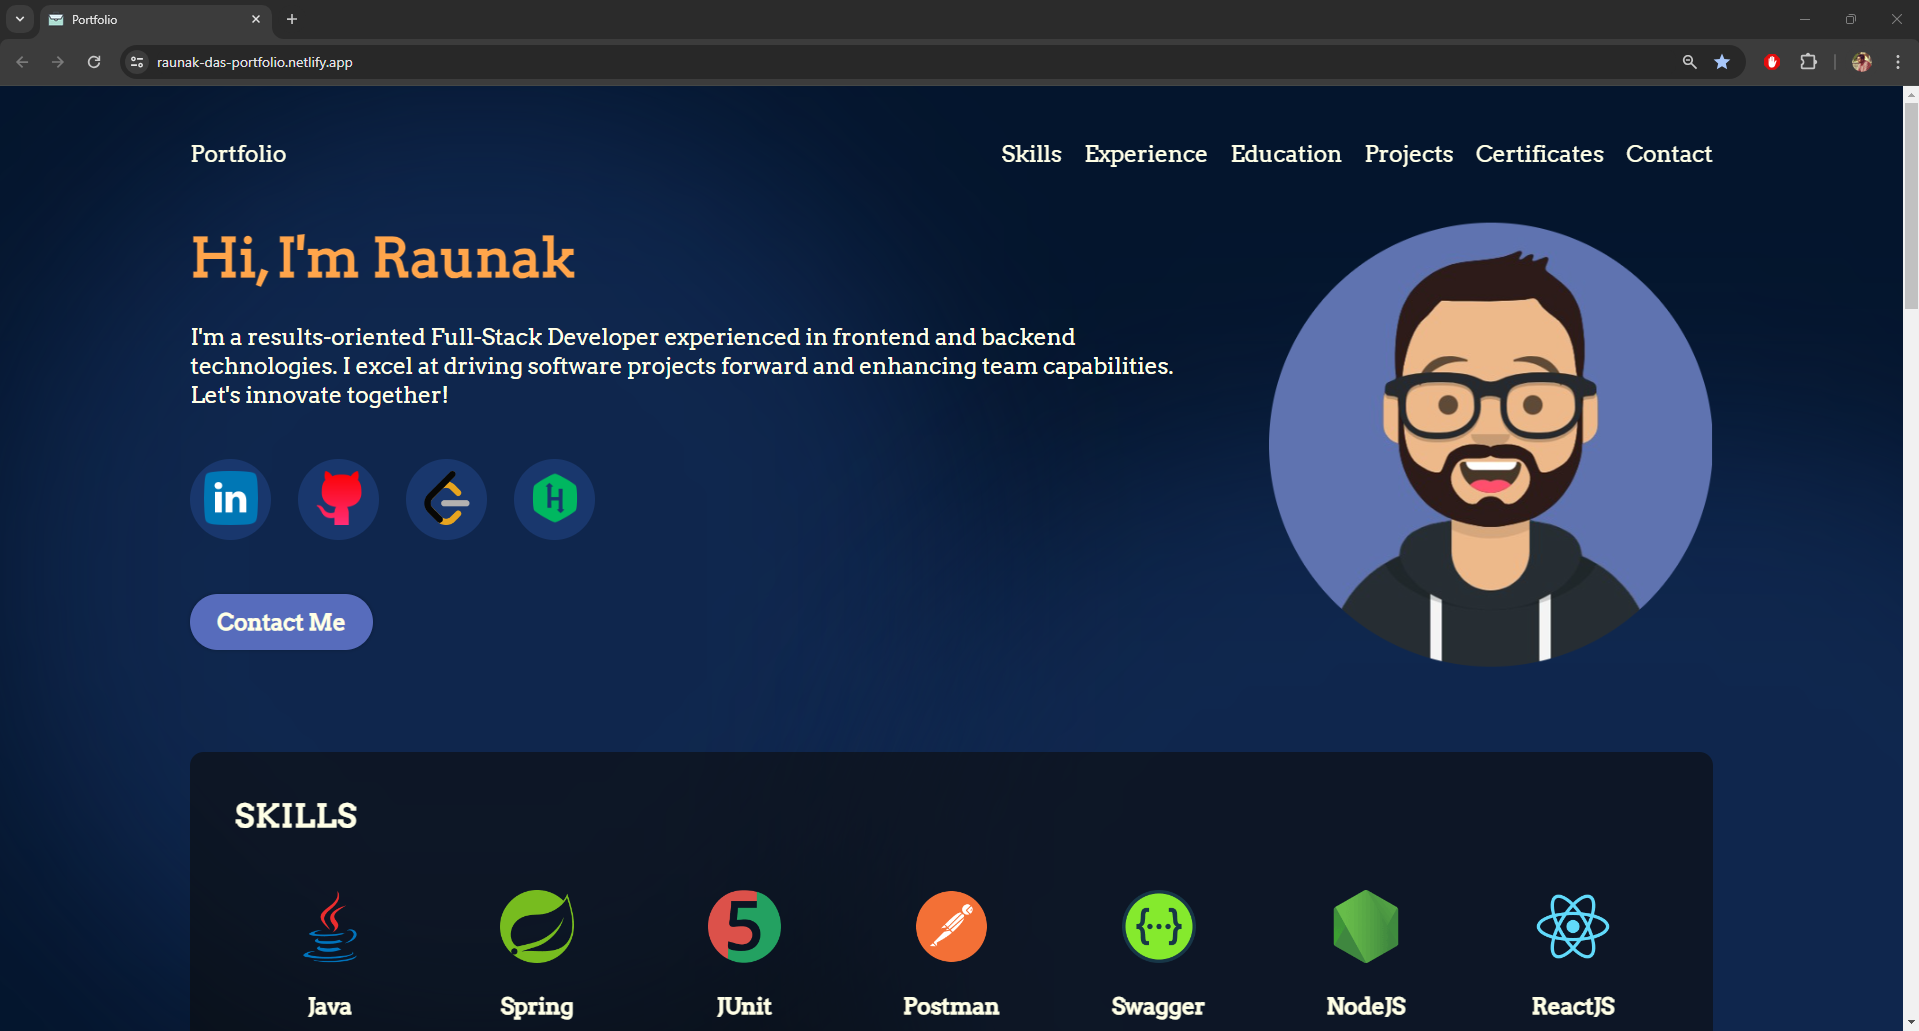 Portfolio
raunak-das-portfolio.netlify.app
Portfolio
Skills Experience Education Projects Certificates Contact
Hi, I'm Raunak
I'm a results-oriented Full-Stack Developer experienced in frontend and backend
technologies. I excel at driving software projects forward and enhancing team capabilities.
Let's innovate together!
in
H
Contact Me
SKILLS
5
{...}
Java Spring JUnit Postman Swagger NodeJS ReactJS